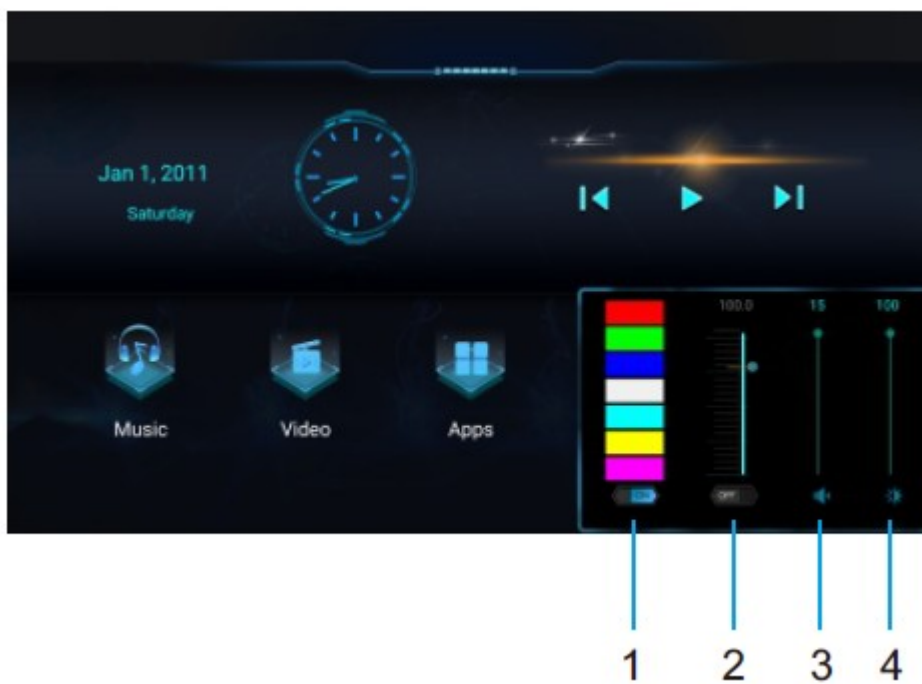 Jan 1, 2011
Saturday
100.0 15 100
Music Video Apps
ON OFF
1 2 3 4